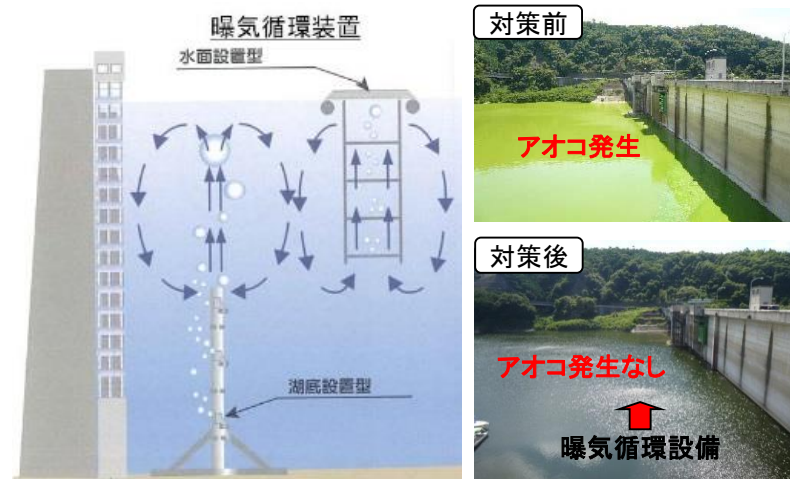 曝気循環装置
水面設置型
湖底設置型
対策前
アオコ発生
対策後
アオコ発生なし
曝気循環設備